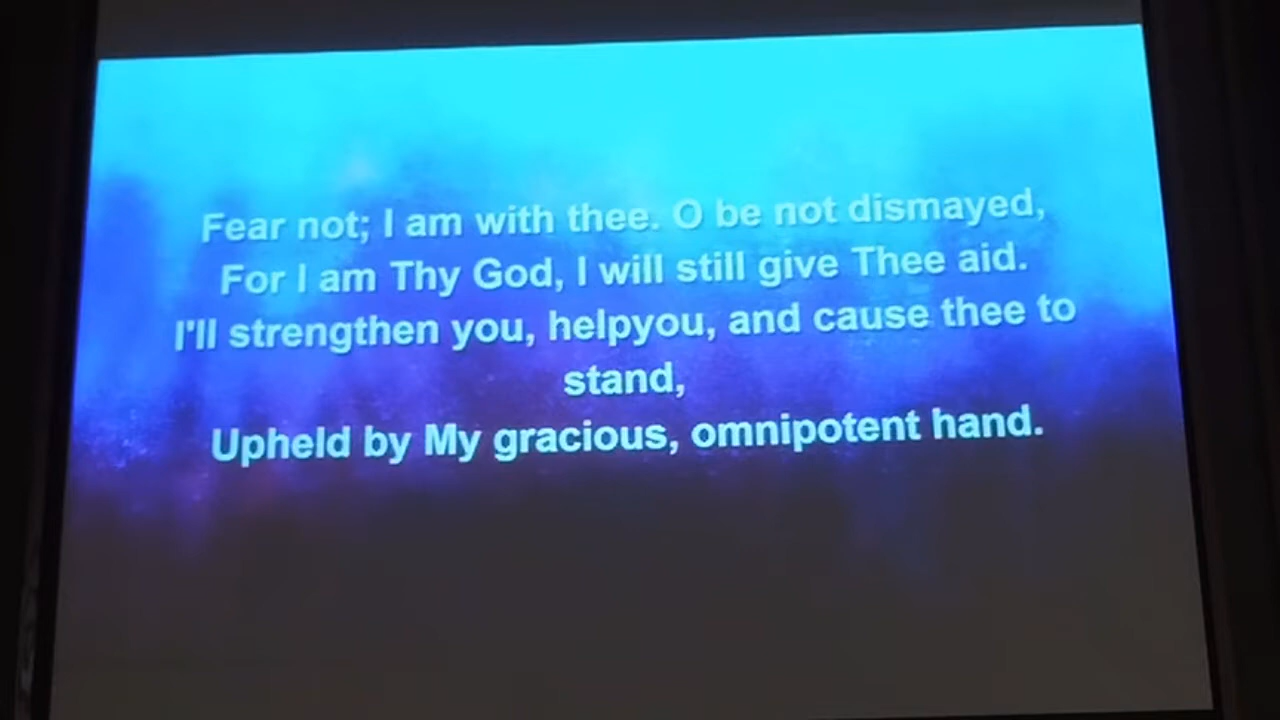 Fear not; I am with thee. O be not dismayed,
For I am Thy God, I will still give Thee aid.
I'll strengthen you, helpyou, and cause thee to
stand,
Upheld by My gracious, omnipotent hand.